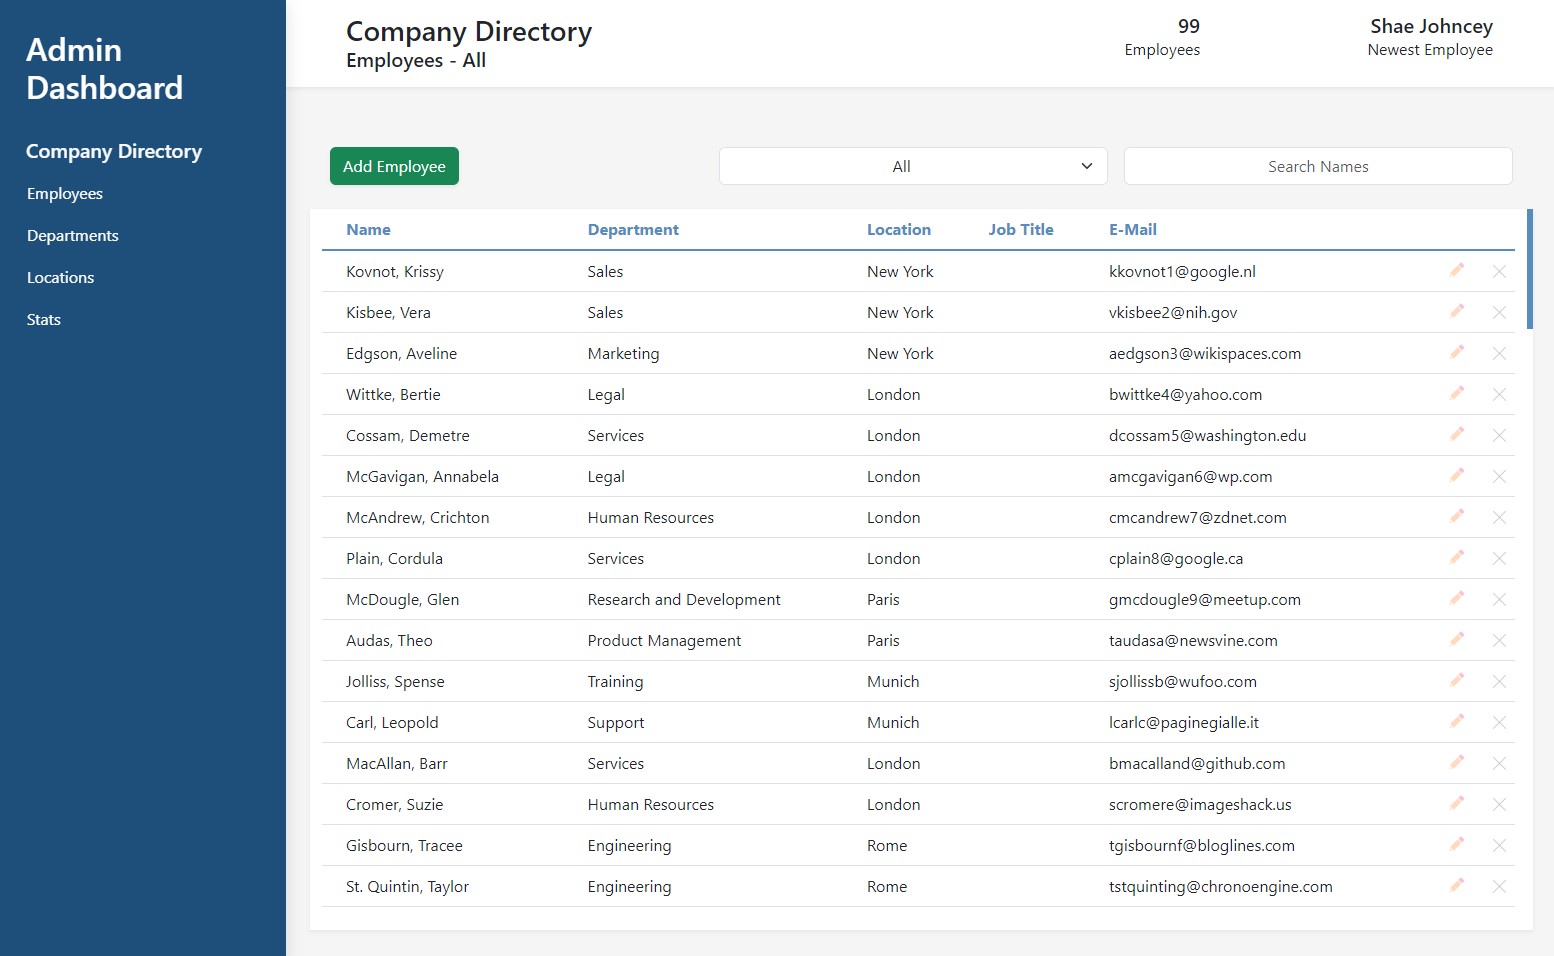 Admin
Dashboard
Company Directory
Employees
Departments
Locations
Stats
Company Directory
Employees - All
99
Employees
Shae Johncey
Newest Employee
Add Employee
All
Search Names
Name Department Location Job Title E-Mail
Kovnot, Krissy Sales New York kkovnot1@google.nl
Kisbee, Vera Sales New York vkisbee2@nih.gov
Edgson, Aveline Marketing New York aedgson3@wikispaces.com
Wittke, Bertie Legal London bwittke4@yahoo.com
Cossam, Demetre Services London dcossam5@washington.edu
McGavigan, Annabela Legal London amcgavigan6@wp.com
McAndrew, Crichton Human Resources London cmcandrew7@zdnet.com
Plain, Cordula Services London cplain8@google.ca
McDougle, Glen Research and Development Paris gmcdougle9@meetup.com
Audas, Theo Product Management Paris taudasa@newsvine.com
Jolliss, Spense Training Munich sjollissb@wufoo.com
Carl, Leopold Support Munich lcarlc@paginegialle.it
MacAllan, Barr Services London bmacalland@github.com
Cromer, Suzie Human Resources London scromere@imageshack.us
Gisbourn, Tracee Engineering Rome tgisbournf@bloglines.com
St. Quintin, Taylor Engineering Rome tstquinting@chronoengine.com